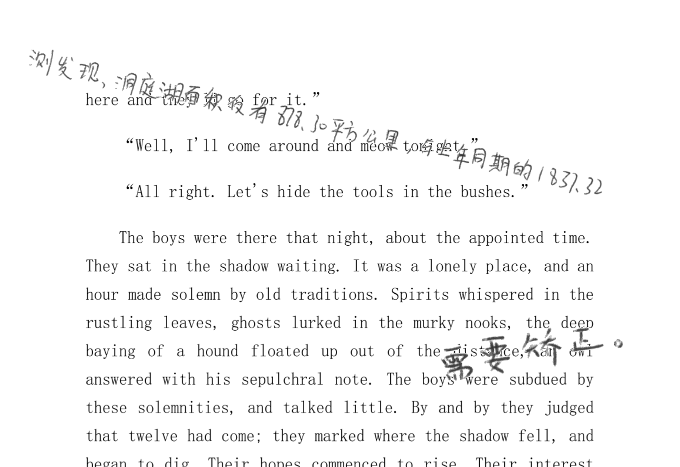 测发现，洞庭湖面积设有878.30平方公里，与去年同期的1837.32
here and then go for it.”
“Well, I'll come around and meow tonight.”
“All right. Let's hide the tools in the bushes.”
The boys were there that night, about the appointed time.
They sat in the shadow waiting. It was a lonely place, and an
hour made solemn by old traditions. Spirits whispered in the
rustling leaves, ghosts lurked in the murky nooks, the deep
baying of a hound floated up out of the distance, an owl
需要矫正。
answered with his sepulchral note. The boys were subdued by
these solemnities, and talked little. By and by they judged
that twelve had come; they marked where the shadow fell, and
began to dig. Their hopes commenced to rise. Their interest